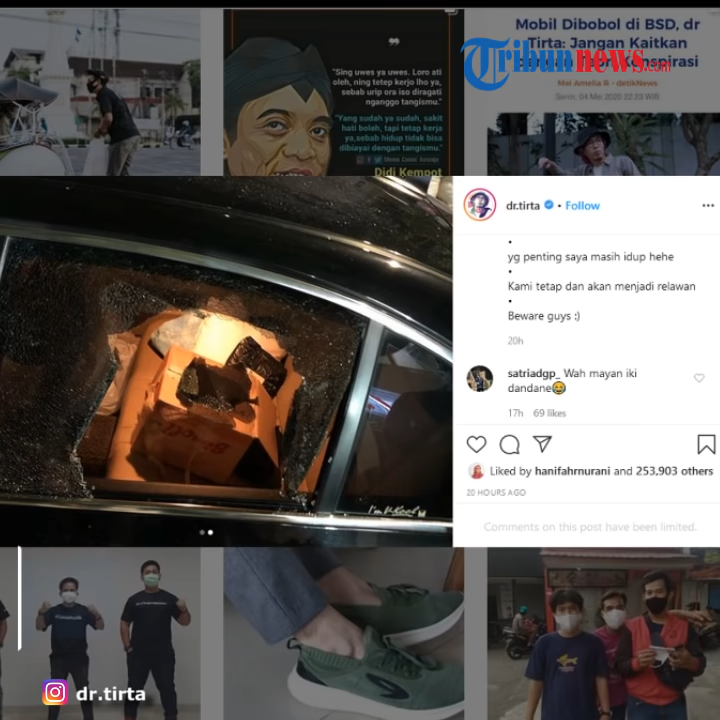 "Sing uwes ya uwes. Loro ati
oleh, ning tetep kerjo lho ya,
sebab urip ora iso diragati
nganggo tangismu."
"Yang sudah ya sudah, sakit
hati boleh, tapi tetep kerja
ya,sebab hidup tidak bisa
dibiayai dengan tangismu."
Didi Kempot
Mobil Dibobol di BSD, dr
Tirta: Jangan Kaitkan
Konspirasi
Tribunnews.com
Mei Amelia R - detikNews
Senin, 04 Mei 2020 22:23 WIB
dr.tirta • Follow
•
yg penting saya masih idup hehe
•
Kami tetap dan akan menjadi relawan
•
Beware guys :)
20h
satriadgp_ Wah mayan iki
dandane😅
17h 69 likes
Liked by hanifahrnurani and 253,903 others
20 HOURS AGO
Comments on this post have been limited.
dr.tirta